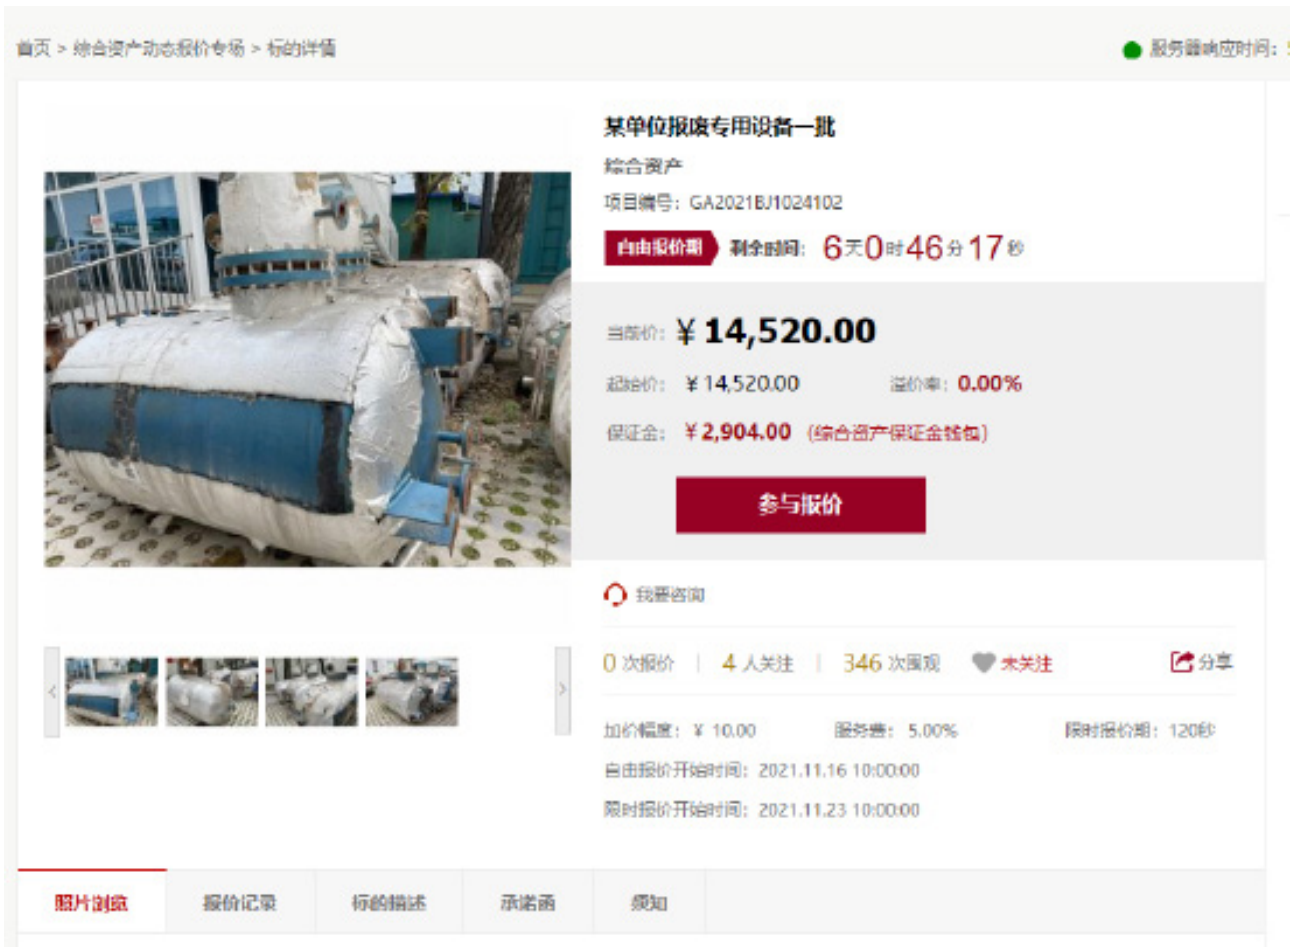 首页 > 综合资产动态报价专场 > 标的详情
服务器响应时间：
某单位报废专用设备一批
综合资产
项目编号：GA2021BJ1024102
自由报价期 剩余时间：6天0时46分17秒
当前价：￥14,520.00
起始价：￥14,520.00 溢价率：0.00%
保证金：￥2,904.00 (综合资产保证金钱包)
参与报价
我要咨询
0 次报价 | 4 人关注 | 346 次围观 未关注 分享
加价幅度：￥ 10.00 服务费：5.00% 限时报价期：120秒
自由报价开始时间：2021.11.16 10:00:00
限时报价开始时间：2021.11.23 10:00:00
照片浏览 报价记录 标的描述 承诺函 须知